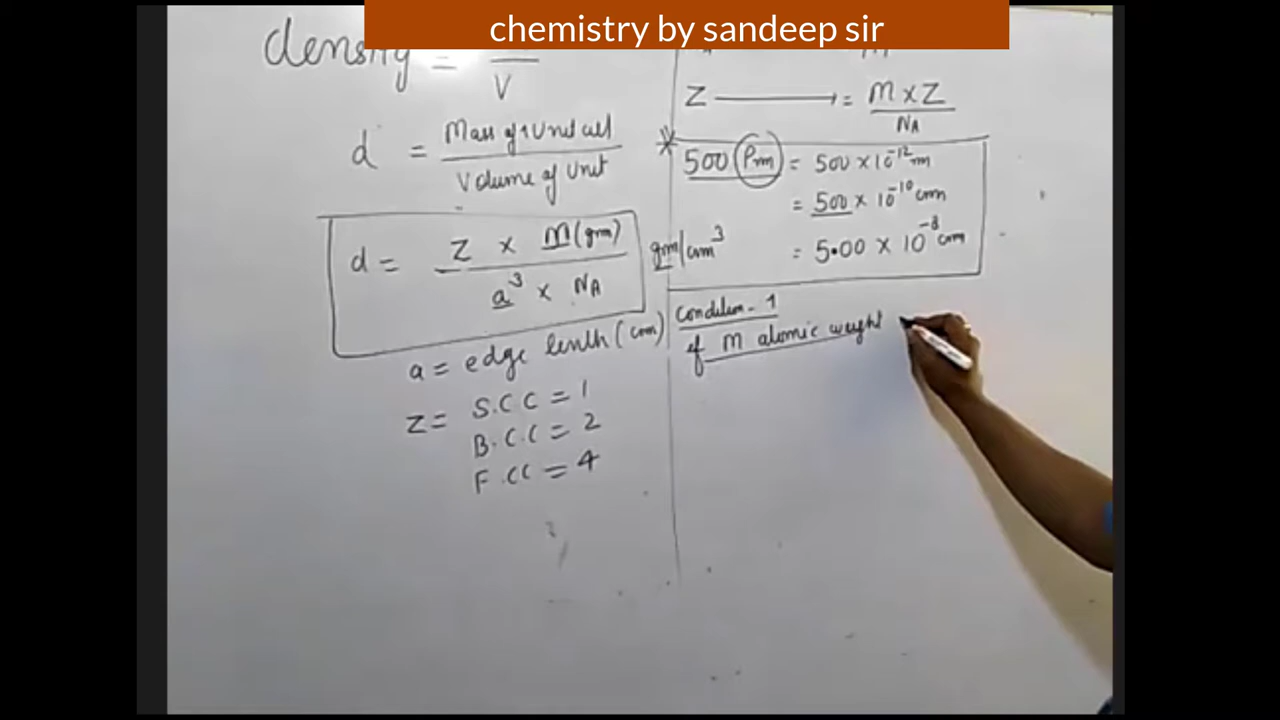 chemistry by sandeep sir
density =
V
d = Mass of 1 Unit cell
Volume of Unit
d = Z × M(gm) gm/cm³
a³ × NA
a = edge lenth (cm)
Z = S.C C = 1
B.C.C = 2
F.CC = 4
Z → = M × Z
NA
500 Pm = 500 × 10⁻¹² m
= 500 × 10⁻¹⁰ cm
= 5.00 × 10⁻⁸ cm
Condition - 1
if M atomic weight